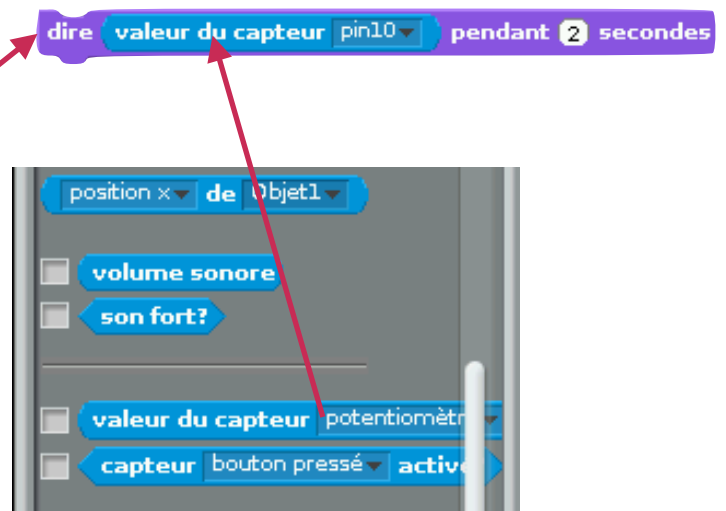 dire valeur du capteur pin10 pendant 2 secondes
position x de Objet1
volume sonore
son fort?
valeur du capteur potentiomètr
capteur bouton pressé activé